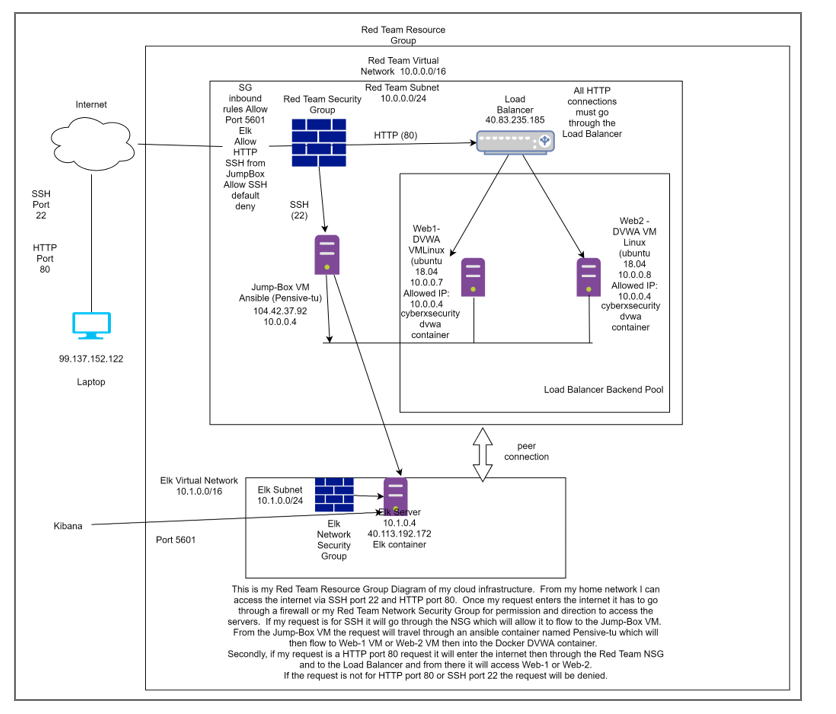 Red Team Resource
Group
Red Team Virtual
Network 10.0.0.0/16
Red Team Subnet
10.0.0.0/24
SG
inbound
rules Allow
Port 5601
Elk
Allow
HTTP
SSH from
JumpBox
Allow SSH
default
deny
Red Team Security
Group
HTTP (80)
Load
Balancer
40.83.235.185
All HTTP
connections
must go
through the
Load Balancer
Internet
SSH
Port
22
HTTP
Port
80
99.137.152.122
Laptop
SSH
(22)
Jump-Box VM
Ansible (Pensive-tu)
104.42.37.92
10.0.0.4
Web1-
DVWA
VMLinux
(ubuntu
18.04
10.0.0.7
Allowed IP:
10.0.0.4
cyberxsecurity
dvwa
container
Web2 -
DVWA VM
Linux
(ubuntu
18.04
10.0.0.8
Allowed IP:
10.0.0.4
cyberxsecurity
dvwa
container
Load Balancer Backend Pool
peer
connection
Elk Virtual Network
10.1.0.0/16
Elk Subnet
10.1.0.0/24
Elk
Network
Security
Group
Elk Server
10.1.0.4
40.113.192.172
Elk container
Kibana
Port 5601
This is my Red Team Resource Group Diagram of my cloud infrastructure. From my home network I can
access the internet via SSH port 22 and HTTP port 80. Once my request enters the internet it has to go
through a firewall or my Red Team Network Security Group for permission and direction to access the
servers. If my request is for SSH it will go through the NSG which will allow it to flow to the Jump-Box VM.
From the Jump-Box VM the request will travel through an ansible container named Pensive-tu which will
then flow to Web-1 VM or Web-2 VM then into the Docker DVWA container.
Secondly, if my request is a HTTP port 80 request it will enter the internet then through the Red Team NSG
and to the Load Balancer and from there it will access Web-1 or Web-2.
If the request is not for HTTP port 80 or SSH port 22 the request will be denied.